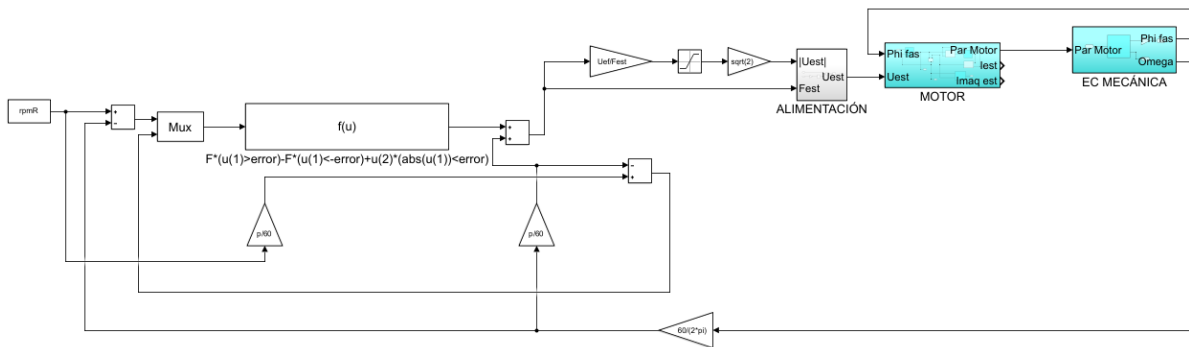 Uef/Fest
sqrt(2)
|Uest|
Uest
Fest
ALIMENTACIÓN
Phi fas
Par Motor
Iest
Uest
Imaq est
MOTOR
Par Motor
Phi fas
Omega
EC MECÁNICA
rpmR
+
-
Mux
f(u)
F*(u(1)>error)-F*(u(1)<-error)+u(2)*(abs(u(1))<error)
+
+
-
+
p/60
p/60
60/(2*pi)